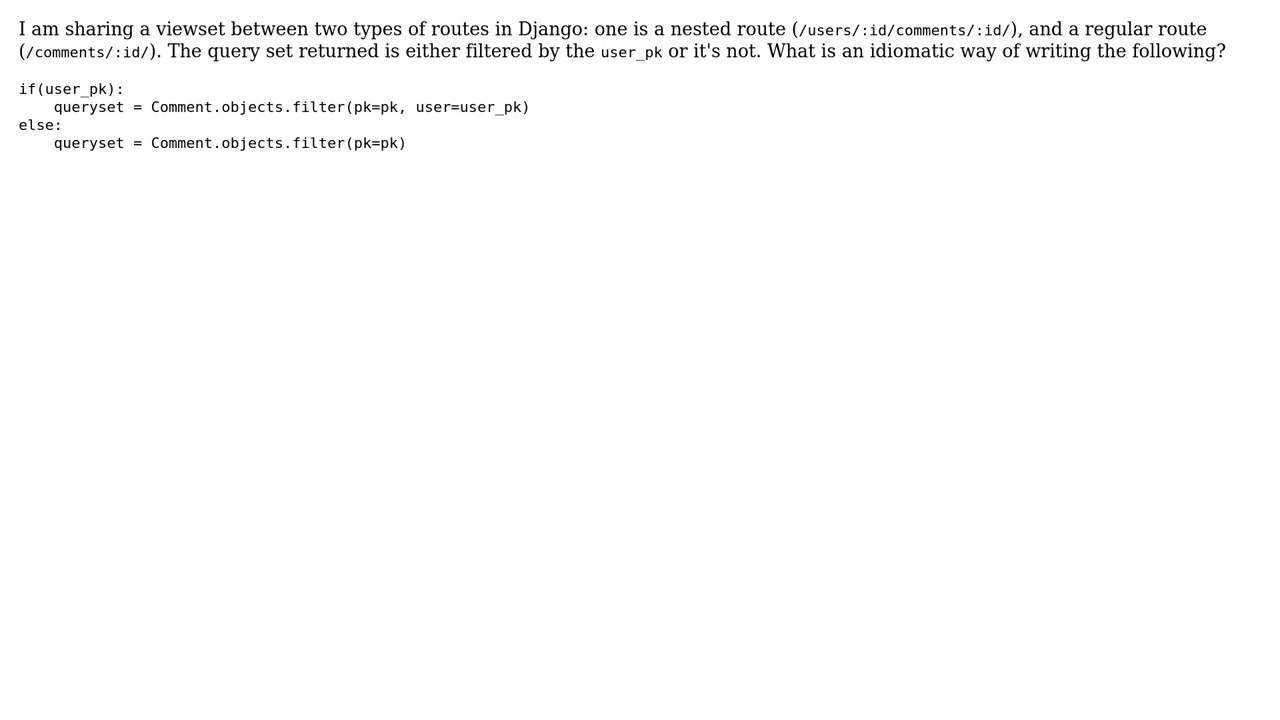 I am sharing a viewset between two types of routes in Django: one is a nested route (/users/:id/comments/:id/), and a regular route
(/comments/:id/). The query set returned is either filtered by the user_pk or it's not. What is an idiomatic way of writing the following?
if(user_pk):
    queryset = Comment.objects.filter(pk=pk, user=user_pk)
else:
    queryset = Comment.objects.filter(pk=pk)